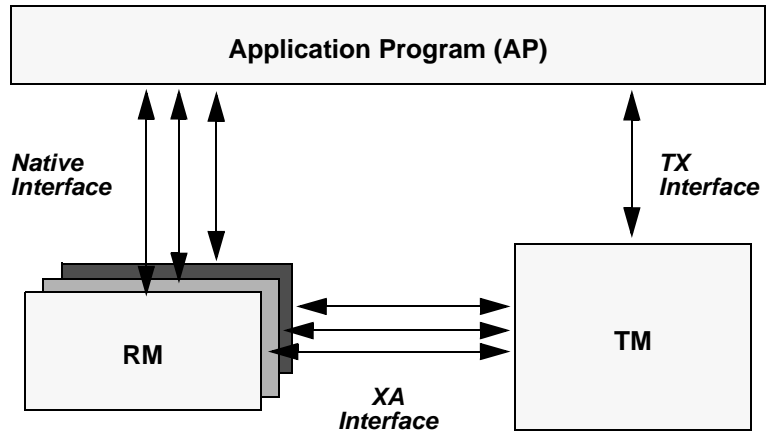 Application Program (AP)
Native
Interface
TX
Interface
RM
TM
XA
Interface